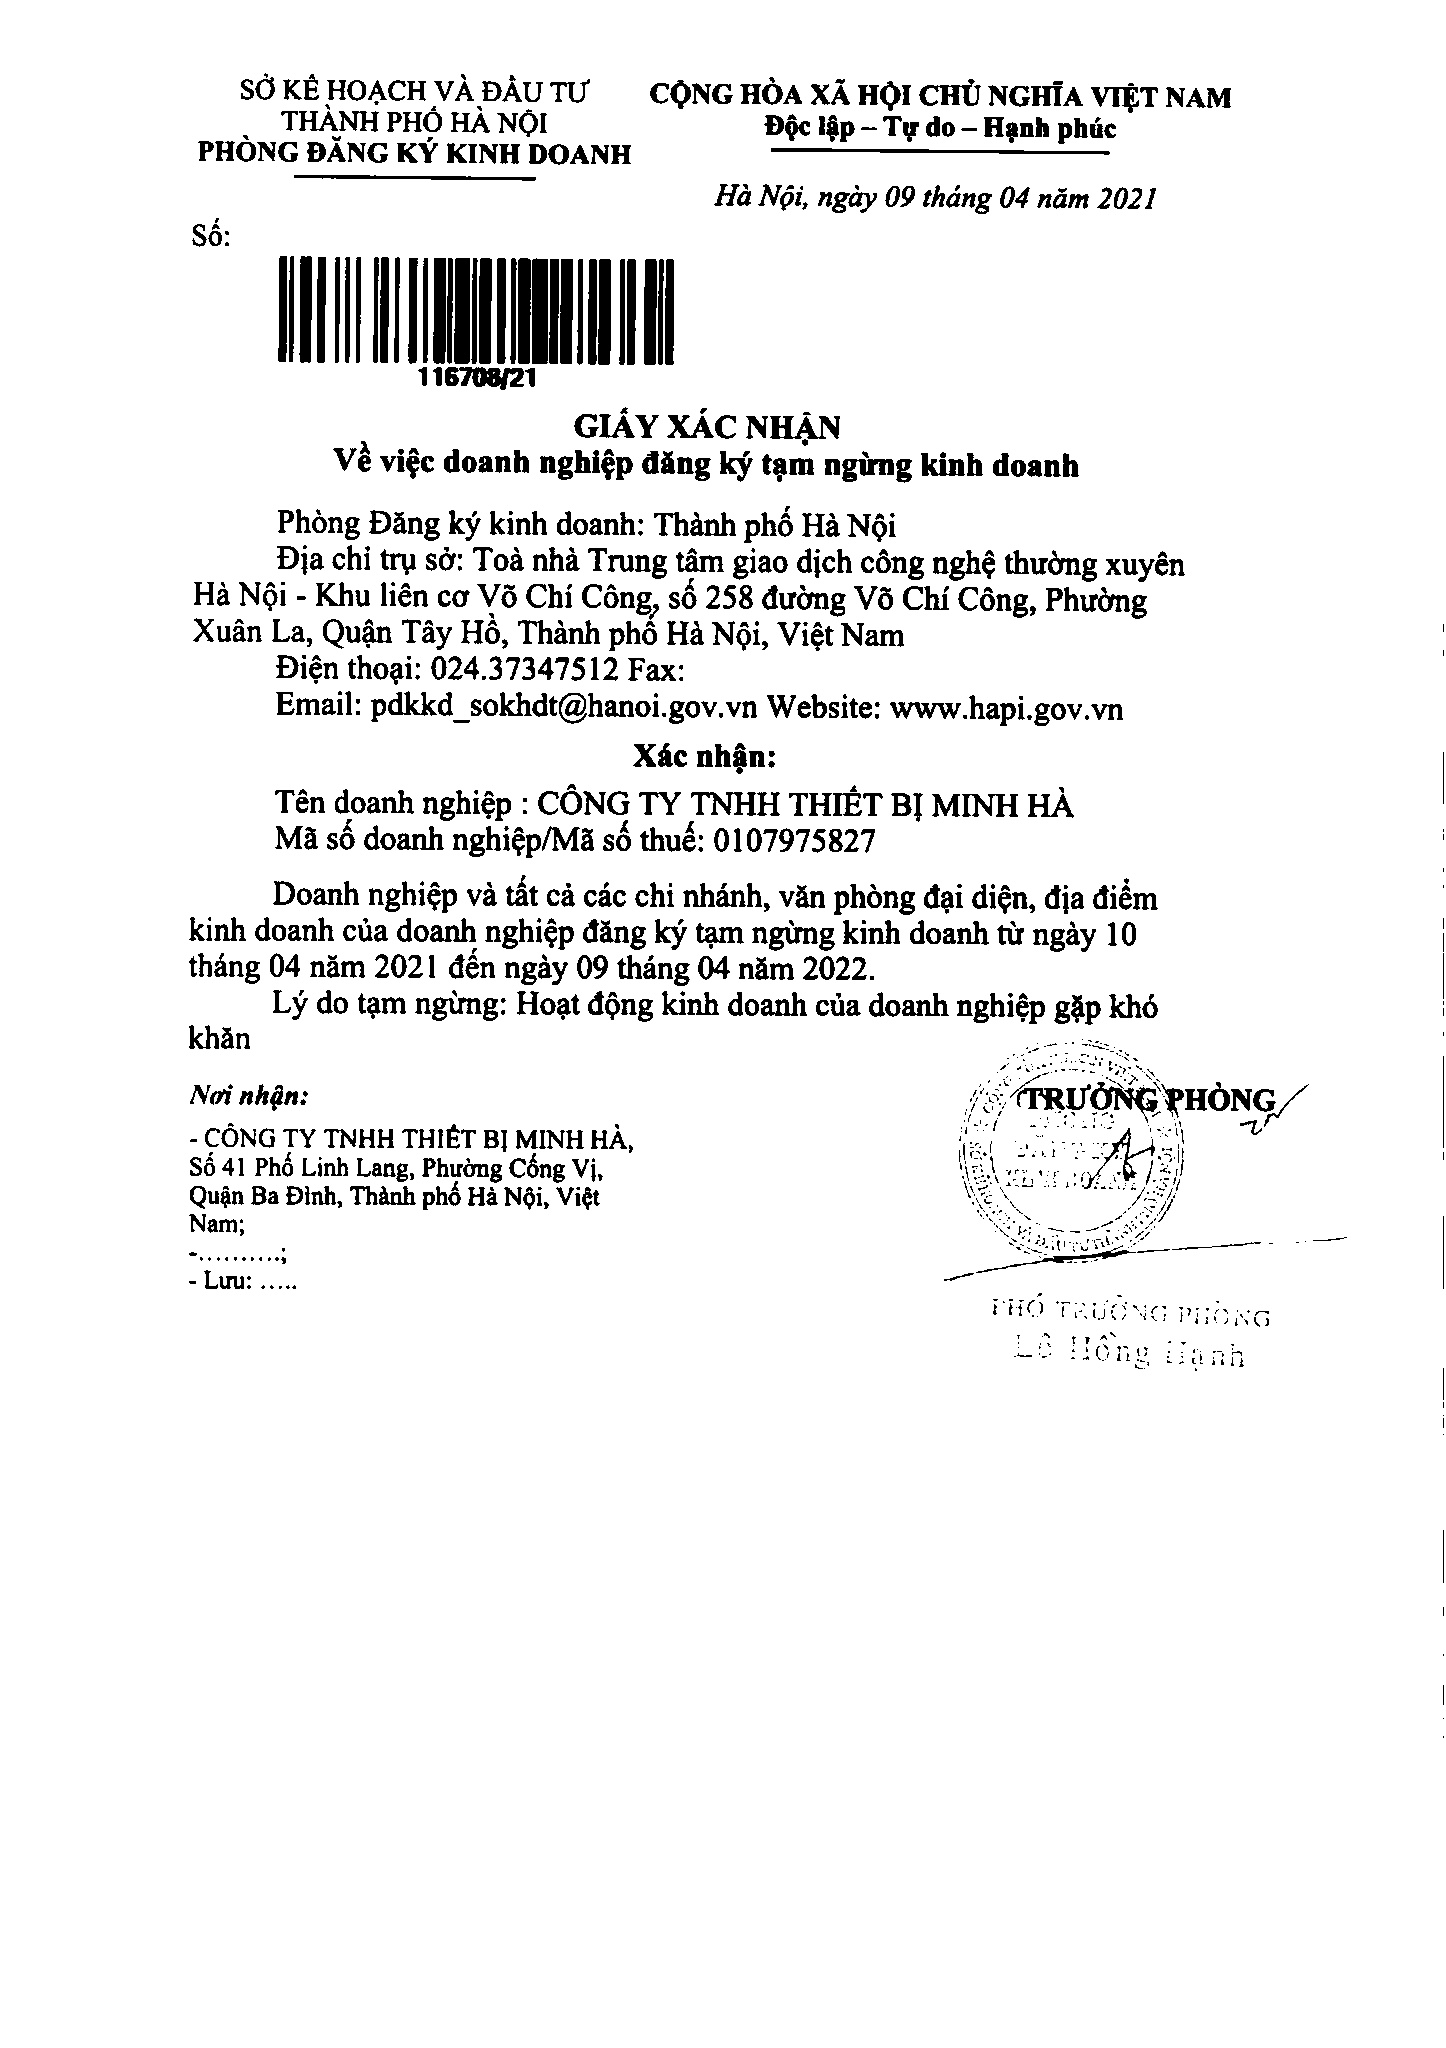 SỞ KẾ HOẠCH VÀ ĐẦU TƯ
THÀNH PHỐ HÀ NỘI
PHÒNG ĐĂNG KÝ KINH DOANH
CỘNG HÒA XÃ HỘI CHỦ NGHĨA VIỆT NAM
Độc lập – Tự do – Hạnh phúc
Hà Nội, ngày 09 tháng 04 năm 2021
Số:
116708/21
GIẤY XÁC NHẬN
Về việc doanh nghiệp đăng ký tạm ngừng kinh doanh
Phòng Đăng ký kinh doanh: Thành phố Hà Nội
Địa chỉ trụ sở: Toà nhà Trung tâm giao dịch công nghệ thường xuyên
Hà Nội - Khu liên cơ Võ Chí Công, số 258 đường Võ Chí Công, Phường
Xuân La, Quận Tây Hồ, Thành phố Hà Nội, Việt Nam
Điện thoại: 024.37347512 Fax:
Email: pdkkd_sokhdt@hanoi.gov.vn Website: www.hapi.gov.vn
Xác nhận:
Tên doanh nghiệp : CÔNG TY TNHH THIẾT BỊ MINH HÀ
Mã số doanh nghiệp/Mã số thuế: 0107975827
Doanh nghiệp và tất cả các chi nhánh, văn phòng đại diện, địa điểm
kinh doanh của doanh nghiệp đăng ký tạm ngừng kinh doanh từ ngày 10
tháng 04 năm 2021 đến ngày 09 tháng 04 năm 2022.
Lý do tạm ngừng: Hoạt động kinh doanh của doanh nghiệp gặp khó
khăn
Nơi nhận:
- CÔNG TY TNHH THIẾT BỊ MINH HÀ,
Số 41 Phố Linh Lang, Phường Cống Vị,
Quận Ba Đình, Thành phố Hà Nội, Việt
Nam;
-..........;
- Lưu: .....
TRƯỞNG PHÒNG
PHÒNG
ĐĂNG KÝ
KINH DOANH
PHÓ TRƯỞNG PHÒNG
Lê Hồng Hạnh